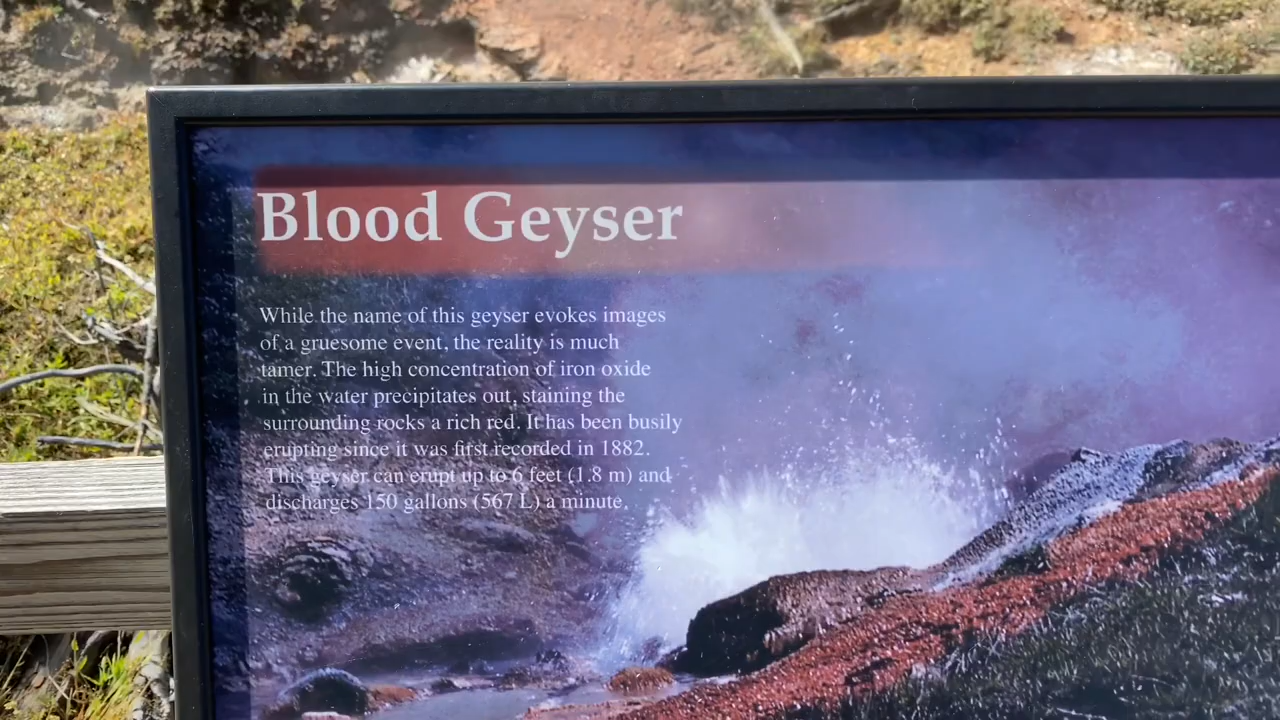 Blood Geyser
While the name of this geyser evokes images
of a gruesome event, the reality is much
tamer. The high concentration of iron oxide
in the water precipitates out, staining the
surrounding rocks a rich red. It has been busily
erupting since it was first recorded in 1882.
This geyser can erupt up to 6 feet (1.8 m) and
discharges 150 gallons (567 L) a minute.